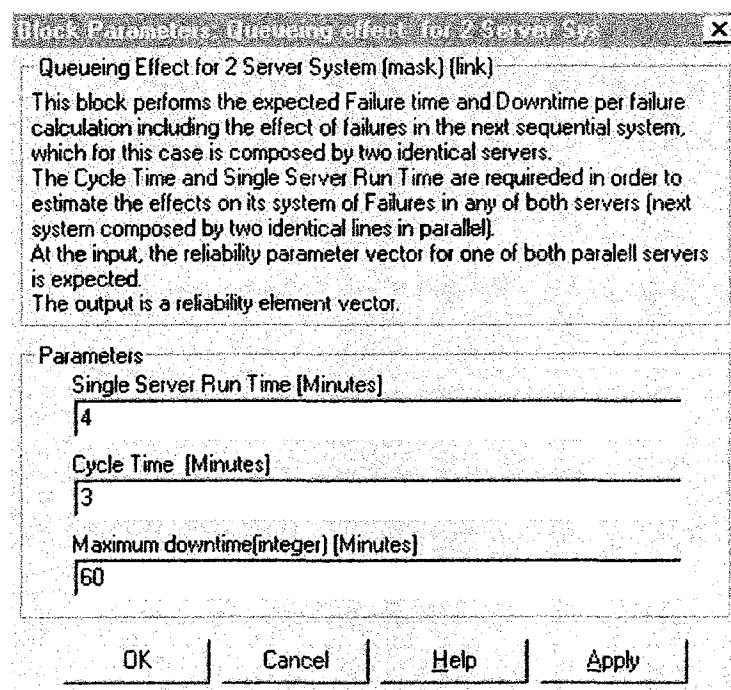 Block Parameters: Queueing effect for 2 Server Sys
Queueing Effect for 2 Server System (mask) (link)
This block performs the expected Failure time and Downtime per failure
calculation including the effect of failures in the next sequential system,
which for this case is composed by two identical servers.
The Cycle Time and Single Server Run Time are requireded in order to
estimate the effects on its system of Failures in any of both servers (next
system composed by two identical lines in parallel).
At the input, the reliability parameter vector for one of both paralell servers
is expected.
The output is a reliability element vector.
Parameters
Single Server Run Time [Minutes]
4
Cycle Time [Minutes]
3
Maximum downtime(integer) [Minutes]
60
OK Cancel Help Apply